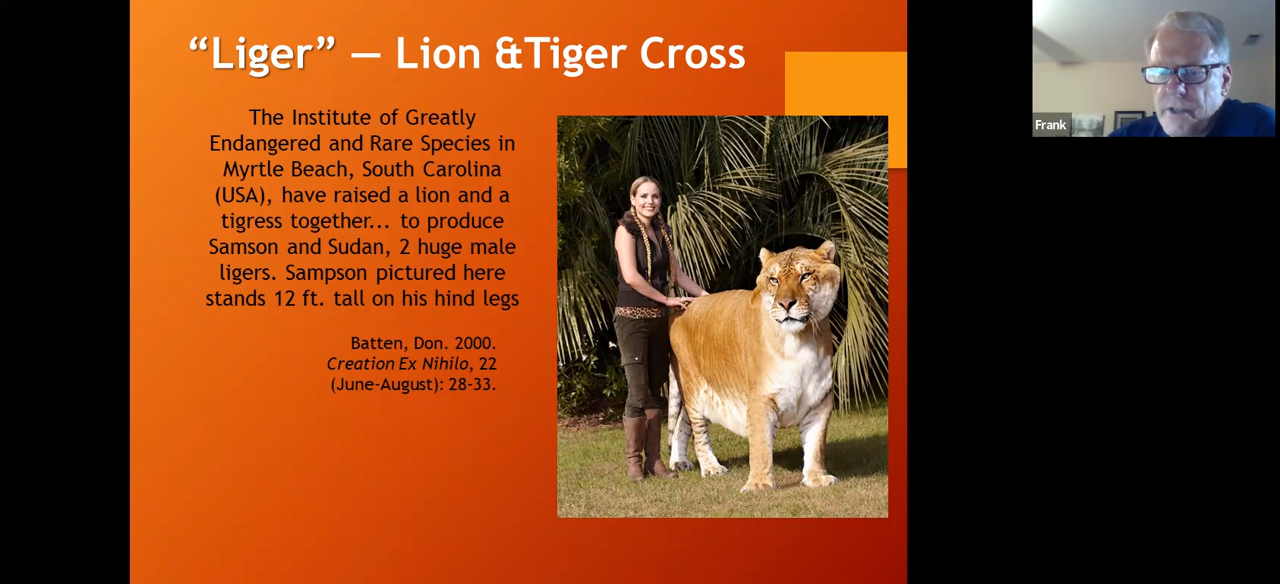 “Liger” — Lion &Tiger Cross
The Institute of Greatly
Endangered and Rare Species in
Myrtle Beach, South Carolina
(USA), have raised a lion and a
tigress together... to produce
Samson and Sudan, 2 huge male
ligers. Sampson pictured here
stands 12 ft. tall on his hind legs
Batten, Don. 2000.
Creation Ex Nihilo, 22
(June-August): 28-33.
Frank